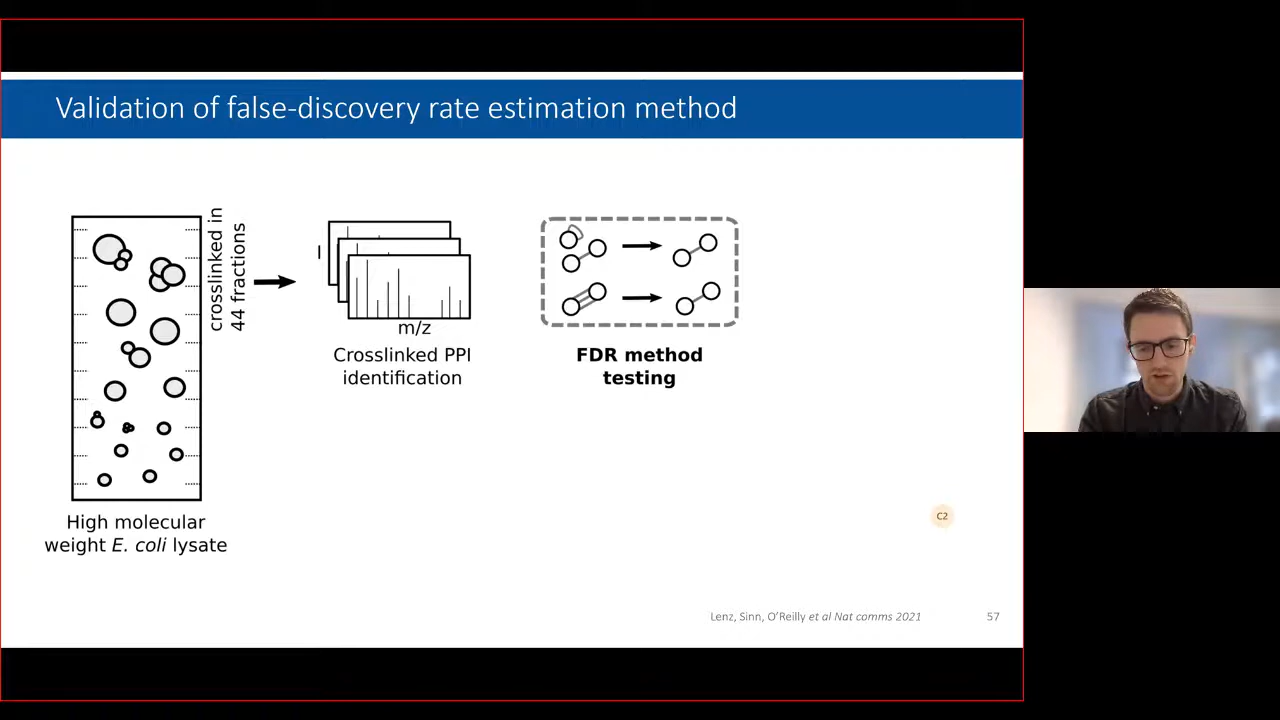 Validation of false-discovery rate estimation method
crosslinked in
44 fractions
High molecular
weight E. coli lysate
I
m/z
Crosslinked PPI
identification
FDR method
testing
C2
Lenz, Sinn, O'Reilly et al Nat comms 2021
57